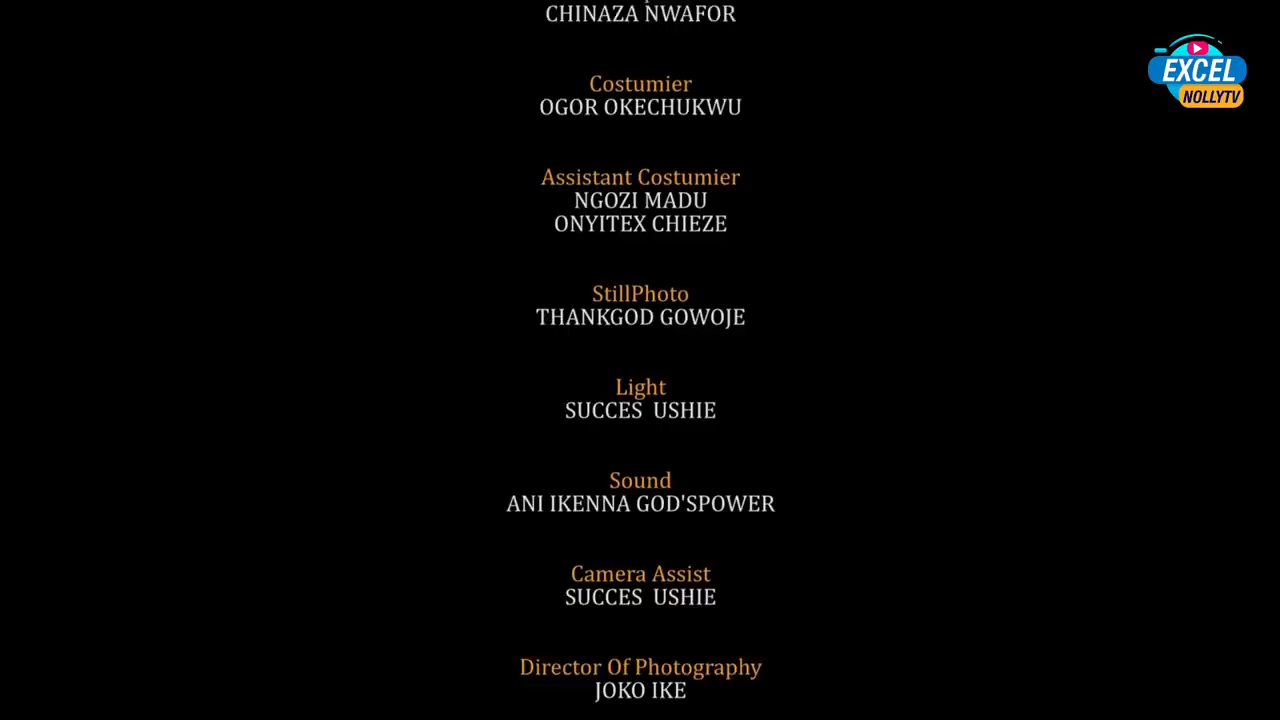 CHINAZA NWAFOR
EXCEL
NOLLYTV
Costumier
OGOR OKECHUKWU
Assistant Costumier
NGOZI MADU
ONYITEX CHIEZE
StillPhoto
THANKGOD GOWOJE
Light
SUCCES USHIE
Sound
ANI IKENNA GOD'SPOWER
Camera Assist
SUCCES USHIE
Director Of Photography
JOKO IKE